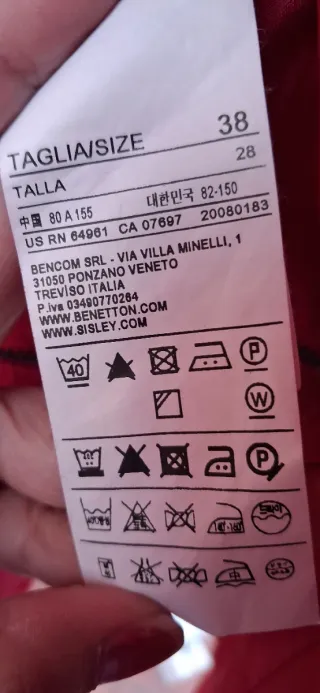 TAGLIA/SIZE 38
TALLA 28
中国 80 A 155 대한민국 82-150
US RN 64961 CA 07697 20080183
BENCOM SRL - VIA VILLA MINELLI, 1
31050 PONZANO VENETO
TREVISO ITALIA
P.iva 03490770264
WWW.BENETTON.COM
WWW.SISLEY.COM
40 P
W
P